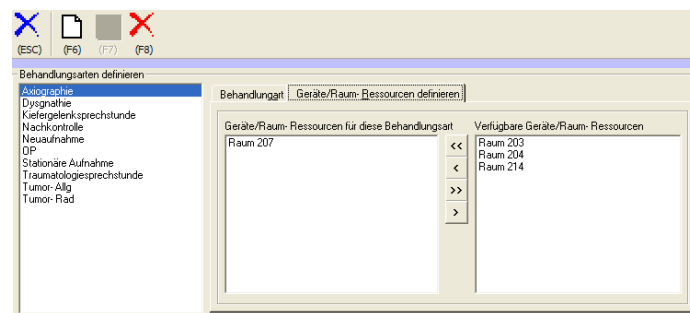 (ESC) (F6) (F7) (F8)
Behandlungsarten definieren
Axiographie
Dysgnathie
Kiefergelenksprechstunde
Nachkontrolle
Neuaufnahme
OP
Stationäre Aufnahme
Traumatologiesprechstunde
Tumor- Allg
Tumor- Rad
Behandlungart Geräte/Raum- Ressourcen definieren
Geräte/Raum- Ressourcen für diese Behandlungsart
Raum 207
<<
<
>>
>
Verfügbare Geräte/Raum- Ressourcen
Raum 203
Raum 204
Raum 214